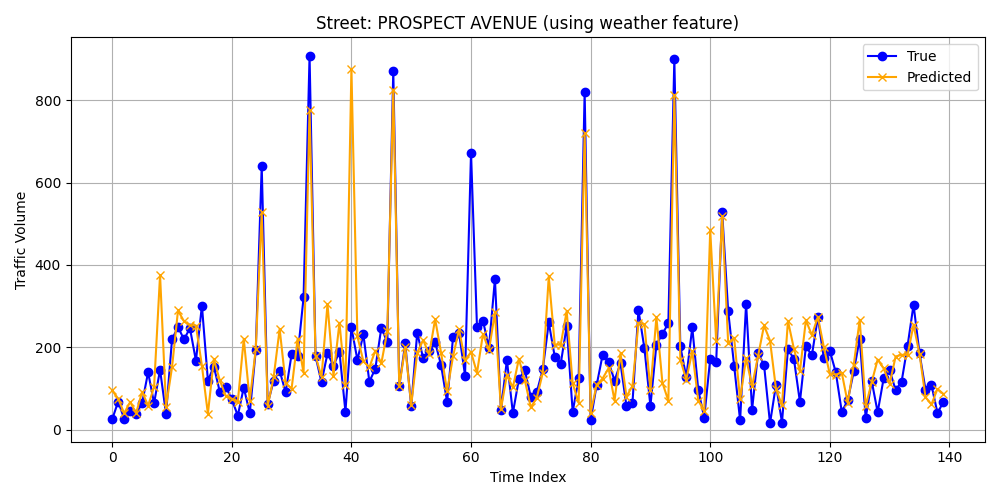 Street: PROSPECT AVENUE (using weather feature)
True
Predicted
Traffic Volume
800
600
400
200
0
0 20 40 60 80 100 120 140
Time Index